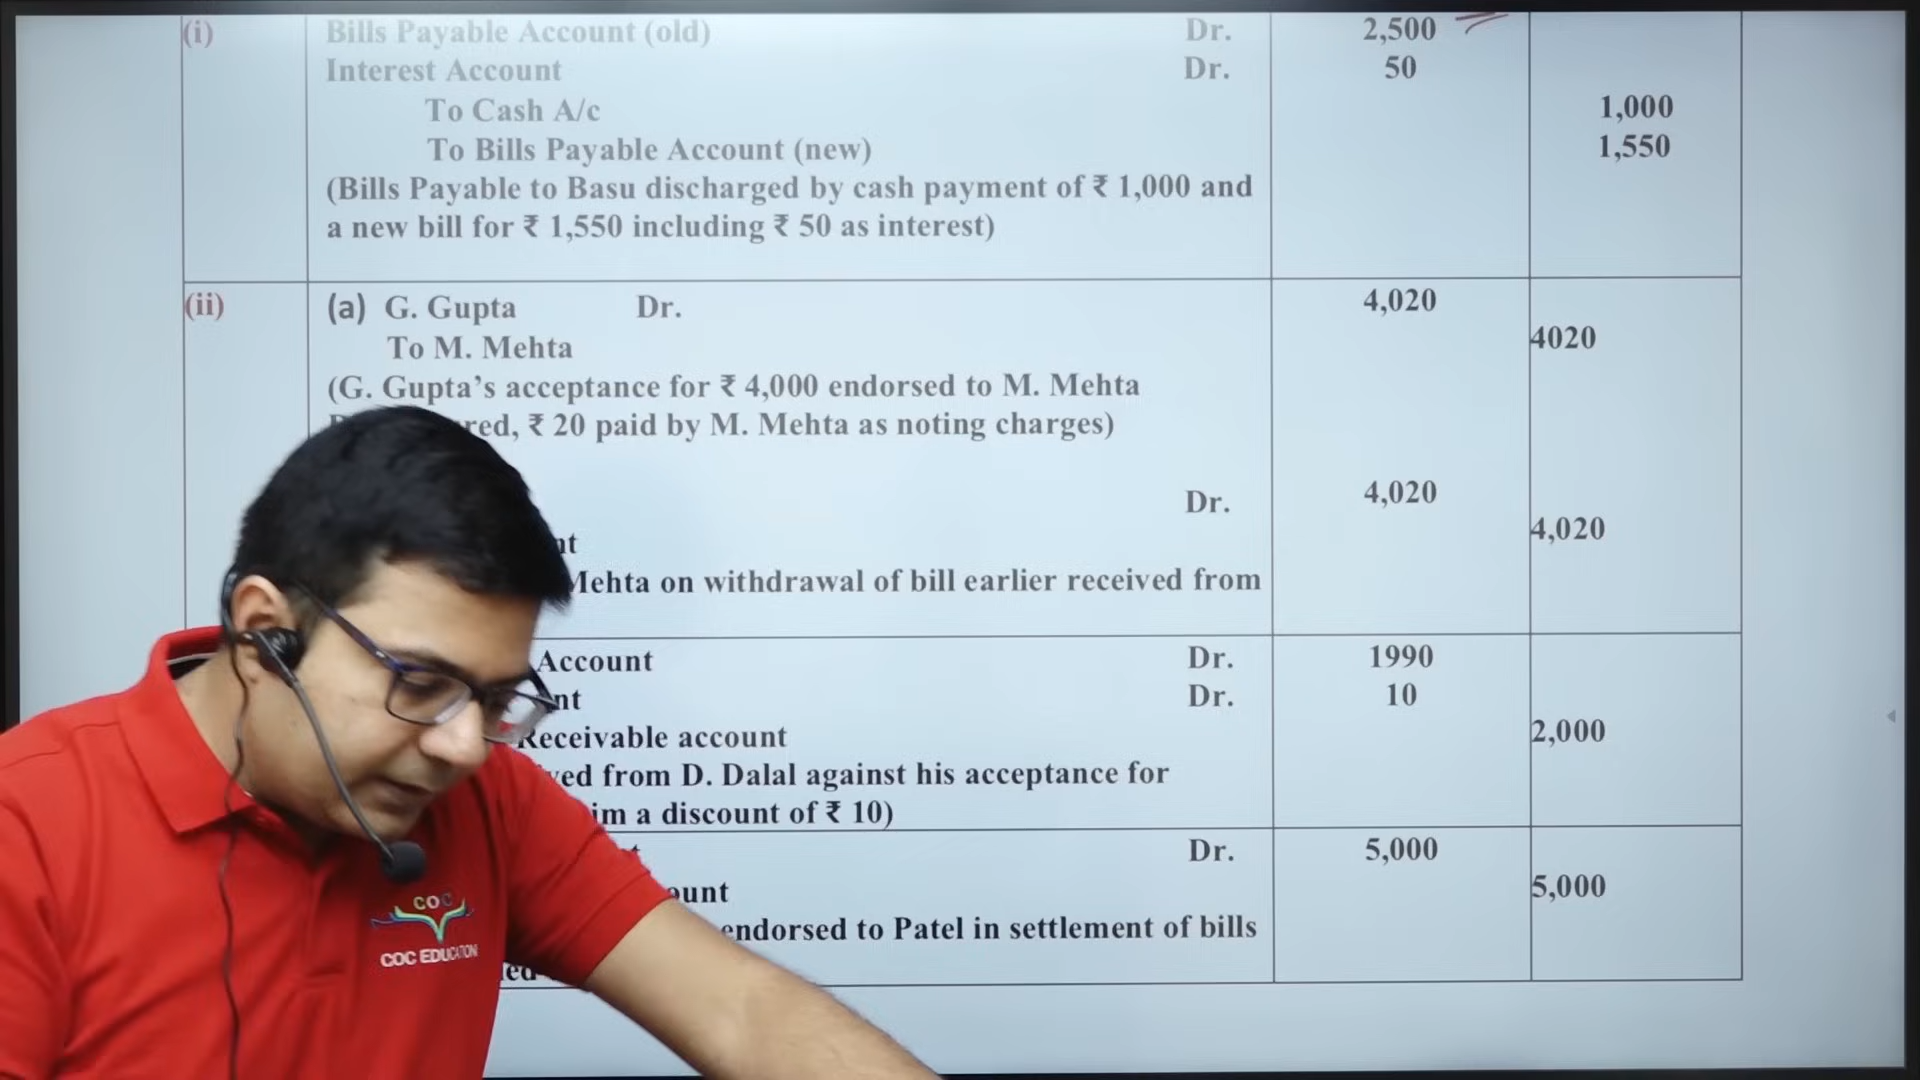 (i) Bills Payable Account (old) Dr. 2,500
Interest Account Dr. 50
To Cash A/c 1,000
To Bills Payable Account (new) 1,550
(Bills Payable to Basu discharged by cash payment of ₹ 1,000 and
a new bill for ₹ 1,550 including ₹ 50 as interest)
(ii) (a) G. Gupta Dr. 4,020
To M. Mehta 4020
(G. Gupta's acceptance for ₹ 4,000 endorsed to M. Mehta
₹ 20 paid by M. Mehta as noting charges)
Dr. 4,020
4,020
Mehta on withdrawal of bill earlier received from
Account Dr. 1990
Dr. 10
Receivable account 2,000
from D. Dalal against his acceptance for
a discount of ₹ 10)
Dr. 5,000
5,000
endorsed to Patel in settlement of bills
COC
COC EDUCATION